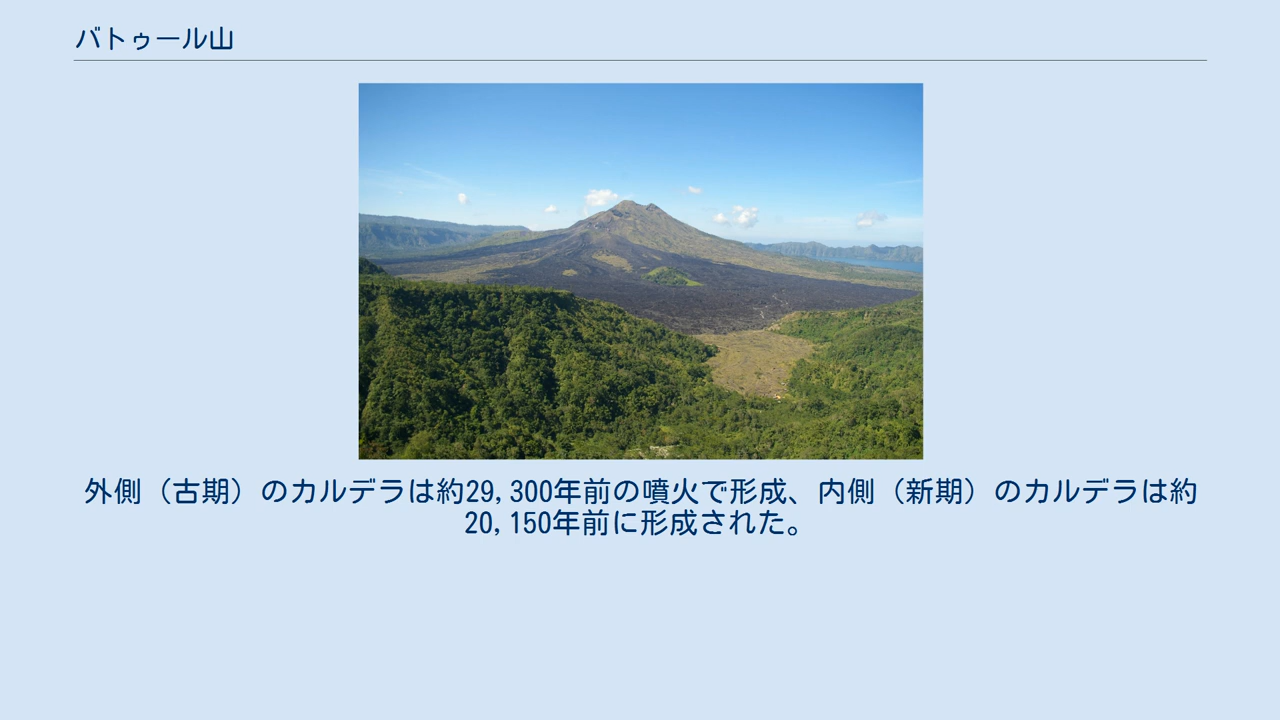 バトゥール山
外側（古期）のカルデラは約29,300年前の噴火で形成、内側（新期）のカルデラは約
20,150年前に形成された。